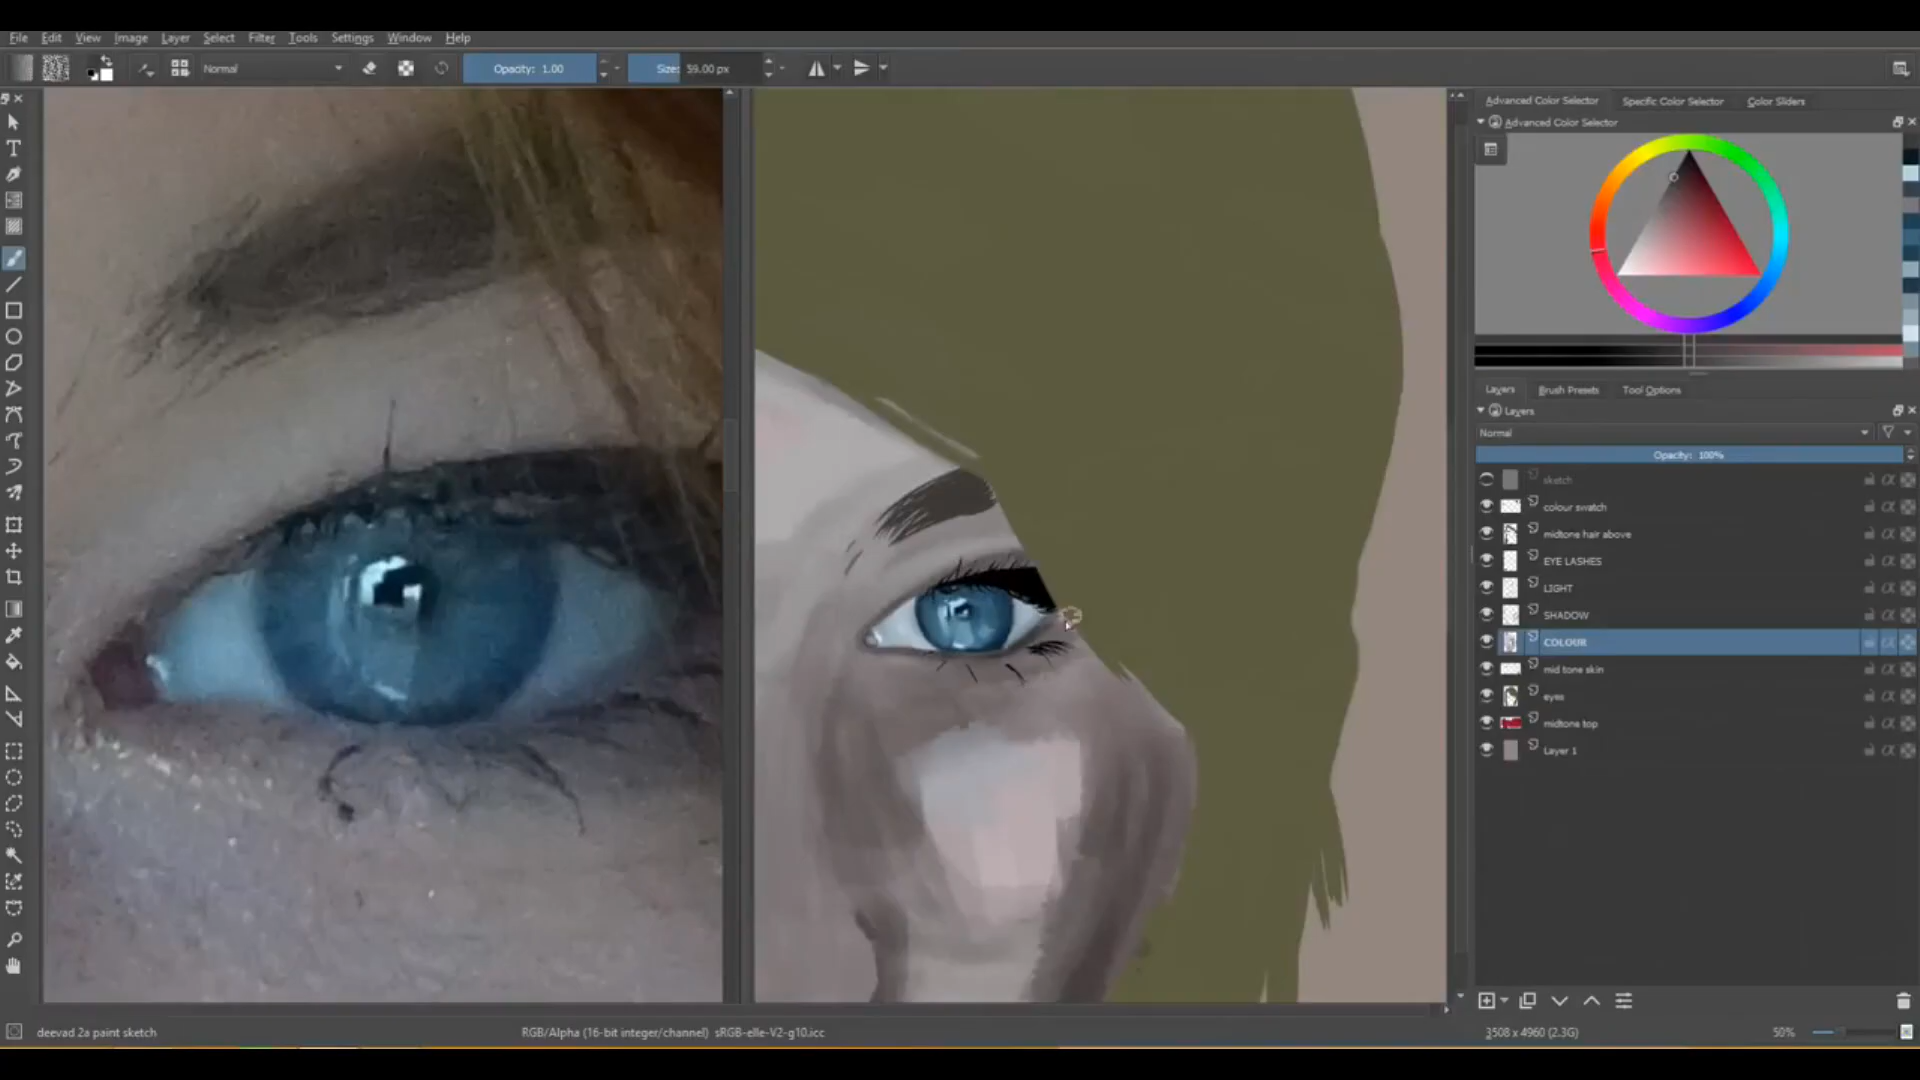 File Edit View Image Layer Select Filter Tools Settings Window Help
Normal Opacity: 1.00 Size: 59.00 px
Advanced Color Selector Specific Color Selector Color Sliders
Advanced Color Selector
Layers Brush Presets Tool Options
Layers
Normal
Opacity: 100%
sketch
colour swatch
midtone hair above
EYE LASHES
LIGHT
SHADOW
COLOUR
mid tone skin
eyes
midtone top
Layer 1
deevad 2a paint sketch RGB/Alpha (16-bit integer/channel) sRGB-elle-V2-g10.icc 3508 x 4960 (2.3G) 50%